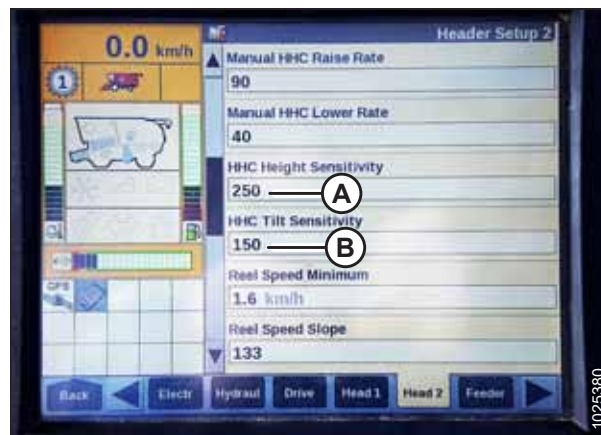 0.0 km/h
Header Setup 2
1
Manual HHC Raise Rate
90
Manual HHC Lower Rate
40
HHC Height Sensitivity
250
A
HHC Tilt Sensitivity
150
B
Reel Speed Minimum
1.6 km/h
Reel Speed Slope
133
GPS
Back
Electr
Hydraul
Drive
Head 1
Head 2
Feeder
1025380